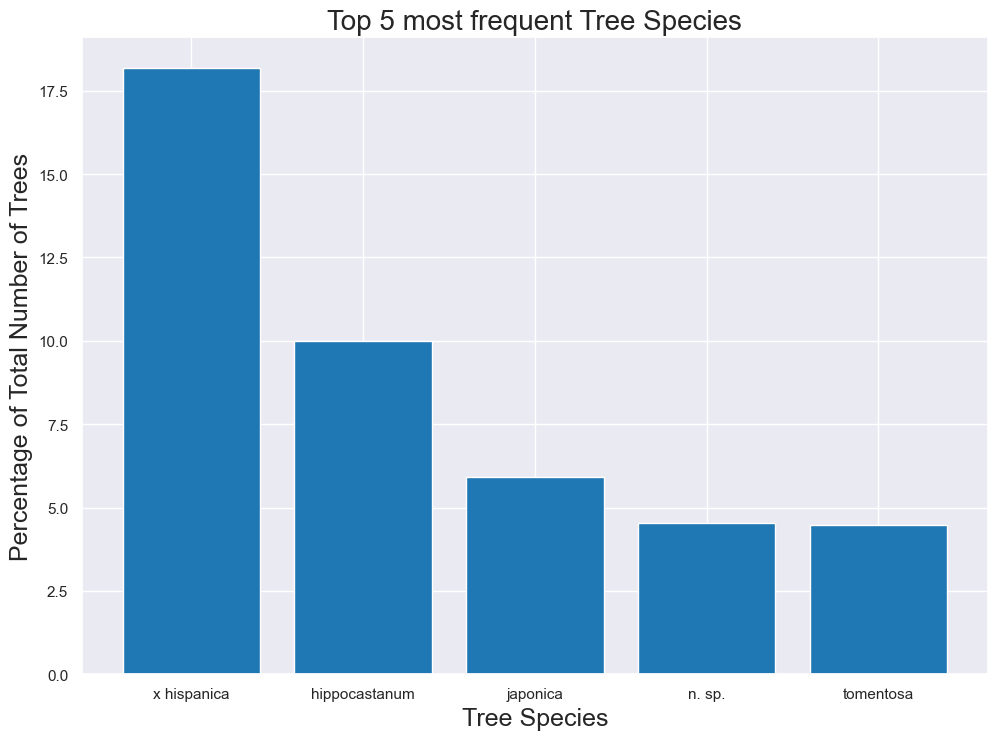 Top 5 most frequent Tree Species
Percentage of Total Number of Trees
17.5
15.0
12.5
10.0
7.5
5.0
2.5
0.0
x hispanica
hippocastanum
japonica
n. sp.
tomentosa
Tree Species